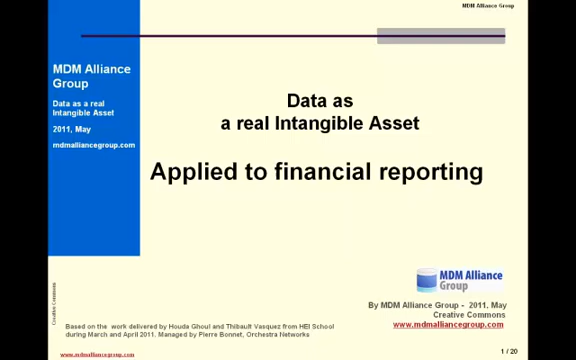 MDM Alliance Group
MDM Alliance
Group
Data as a real
Intangible Asset
2011, May
mdmalliancegroup.com
Data as
a real Intangible Asset
Applied to financial reporting
MDM Alliance
Group
By MDM Alliance Group - 2011, May
Creative Commons
www.mdmalliancegroup.com
Creative Commons
Based on the work delivered by Houda Ghoul and Thibault Vasquez from HEI School
during March and April 2011. Managed by Pierre Bonnet, Orchestra Networks
www.mdmalliancegroup.com
1 / 20